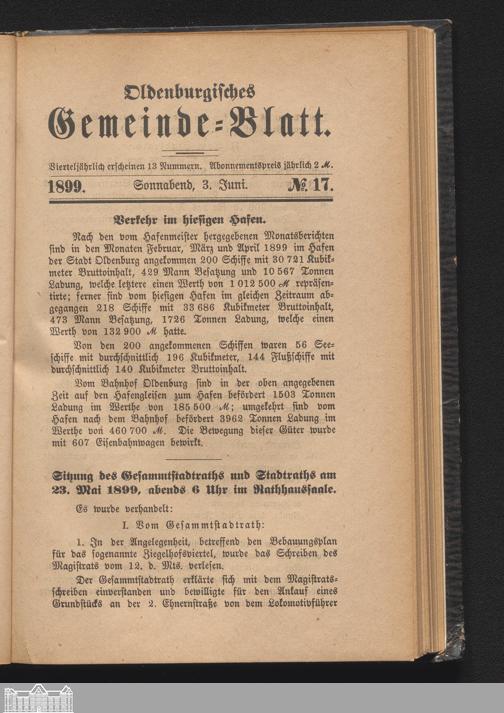 Oldenburgisches
Gemeinde-Blatt.
Vierteljährlich erscheinen 13 Nummern. Abonnementspreis jährlich 2 ℳ.
1899. Sonnabend, 3. Juni. № 17.
Verkehr im hiesigen Hafen.
Nach den vom Hafenmeister hergegebenen Monatsberichten
sind in den Monaten Februar, März und April 1899 im Hafen
der Stadt Oldenburg angekommen 200 Schiffe mit 30 721 Kubik-
meter Bruttoinhalt, 429 Mann Besatzung und 10 567 Tonnen
Ladung, welche letztere einen Werth von 1 012 500 ℳ repräsen-
tirte; ferner sind vom hiesigen Hafen im gleichen Zeitraum ab-
gegangen 218 Schiffe mit 33 686 Kubikmeter Bruttoinhalt,
473 Mann Besatzung, 1726 Tonnen Ladung, welche einen
Werth von 132 900 ℳ hatte.
Von den 200 angekommenen Schiffen waren 56 See-
schiffe mit durchschnittlich 196 Kubikmeter, 144 Flußschiffe mit
durchschnittlich 140 Kubikmeter Bruttoinhalt.
Vom Bahnhof Oldenburg sind in der oben angegebenen
Zeit auf den Hafengleisen zum Hafen befördert 1503 Tonnen
Ladung im Werthe von 185 500 ℳ; umgekehrt sind vom
Hafen nach dem Bahnhof befördert 3962 Tonnen Ladung im
Werthe von 460 700 ℳ. Die Bewegung dieser Güter wurde
mit 607 Eisenbahnwagen bewirkt.
Sitzung des Gesammtstadtraths und Stadtraths am
23. Mai 1899, abends 6 Uhr im Rathhaussaale.
Es wurde verhandelt:
I. Vom Gesammtstadtrath:
1. In der Angelegenheit, betreffend den Bebauungsplan
für das sogenannte Ziegelhofsviertel, wurde das Schreiben des
Magistrats vom 12. d. Mts. verlesen.
Der Gesammtstadtrath erklärte sich mit dem Magistrats-
schreiben einverstanden und bewilligte für den Ankauf eines
Grundstücks an der 2. Ehnernstraße von dem Lokomotivführer